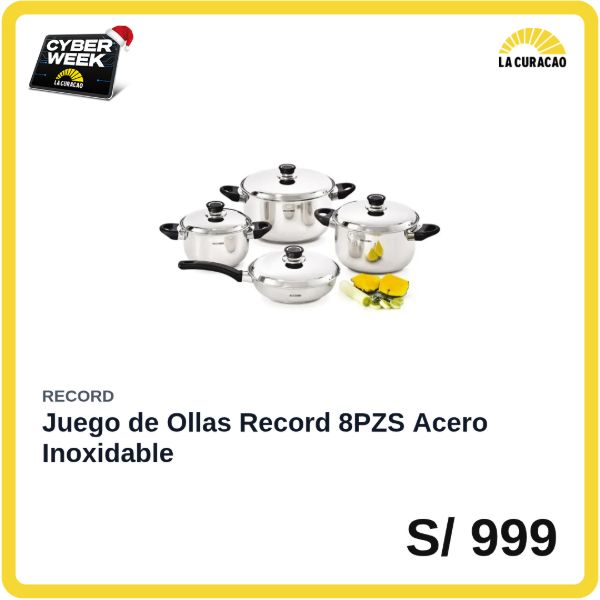 CYBER
WEEK
LA CURACAO
LA CURACAO
RECORD
Juego de Ollas Record 8PZS Acero
Inoxidable
S/ 999